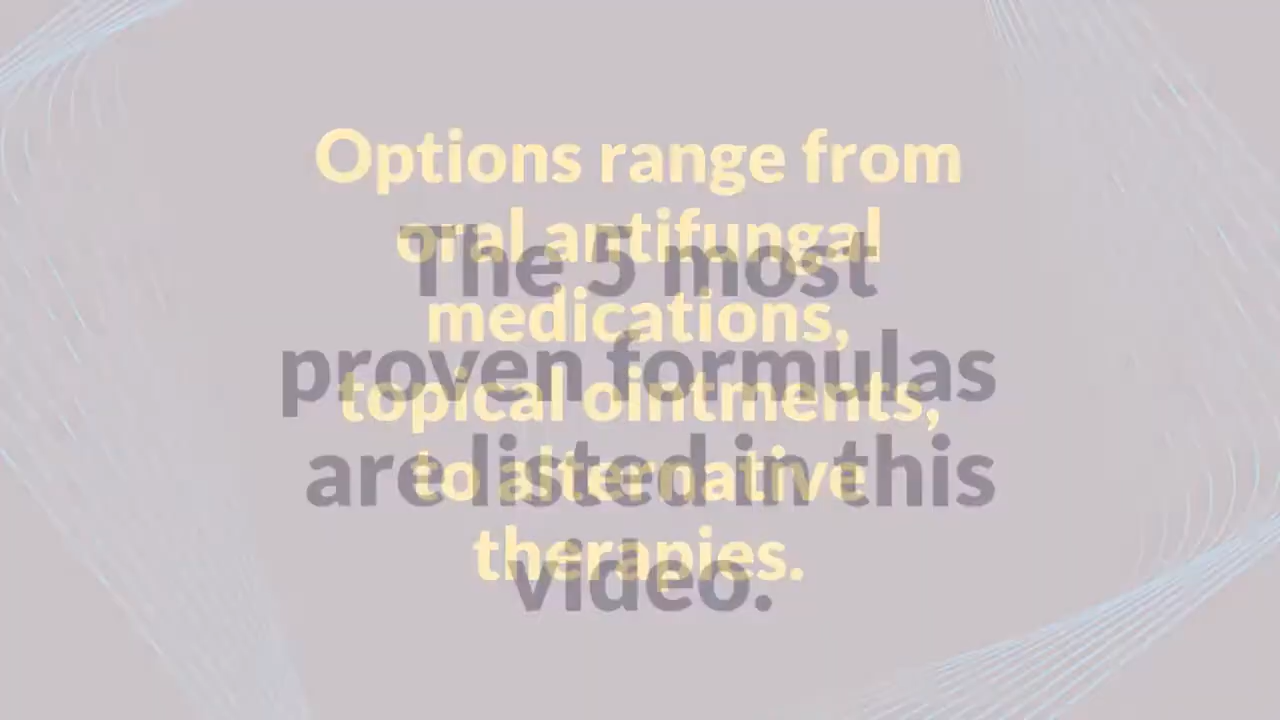 Options range from
oral antifungal
medications,
topical ointments,
to alternative
therapies.
The 5 most
proven formulas
are listed in this
video.